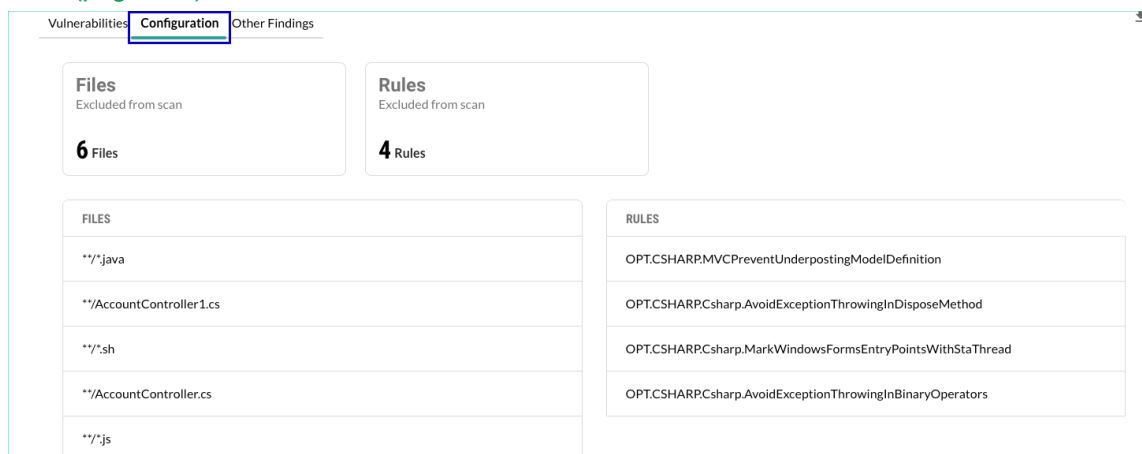 Vulnerabilities Configuration Other Findings
Files
Excluded from scan
6 Files
Rules
Excluded from scan
4 Rules
FILES
**/*.java
**/AccountController1.cs
**/*.sh
**/AccountController.cs
**/*.js
RULES
OPT.CSHARP.MVCPreventUnderpostingModelDefinition
OPT.CSHARP.Csharp.AvoidExceptionThrowingInDisposeMethod
OPT.CSHARP.Csharp.MarkWindowsFormsEntryPointsWithStaThread
OPT.CSHARP.Csharp.AvoidExceptionThrowingInBinaryOperators